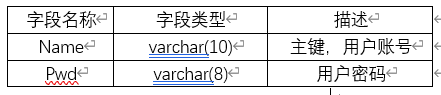 字段名称 字段类型 描述
Name varchar(10) 主键，用户账号
Pwd varchar(8) 用户密码